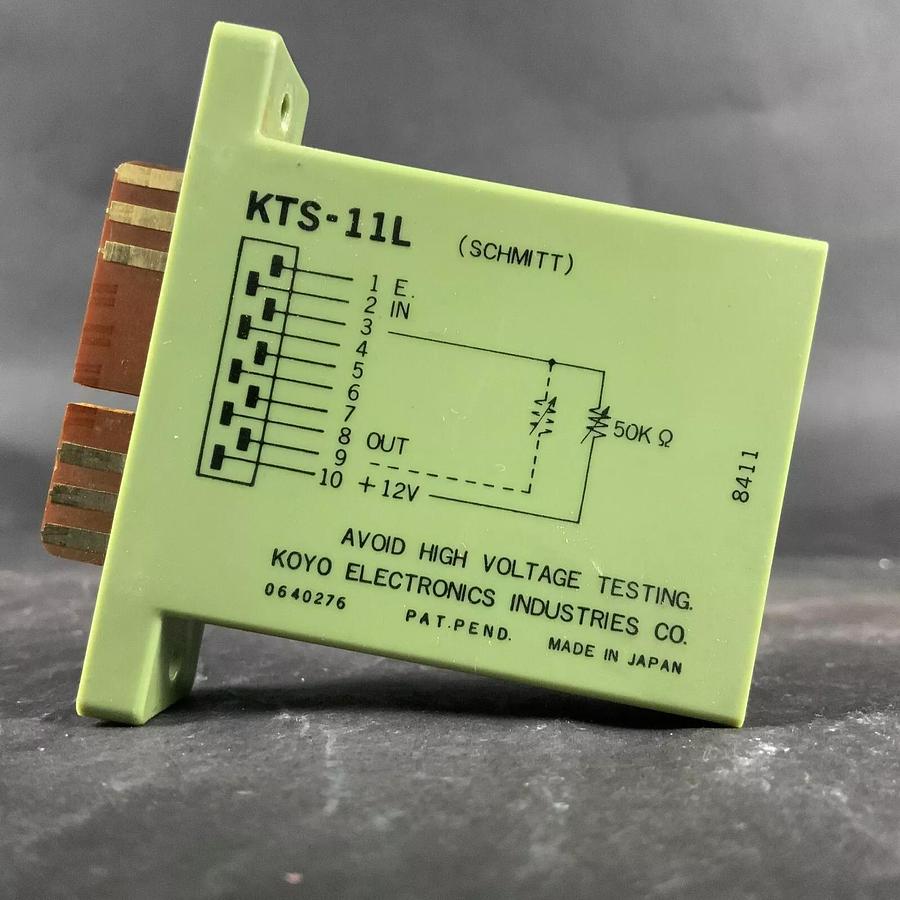 KTS-11L (SCHMITT)
1 E.
2 IN
3
4
5
6
7
8 OUT
9
10 +12V
50K Ω
8411
AVOID HIGH VOLTAGE TESTING.
KOYO ELECTRONICS INDUSTRIES CO.
0640276 PAT.PEND. MADE IN JAPAN